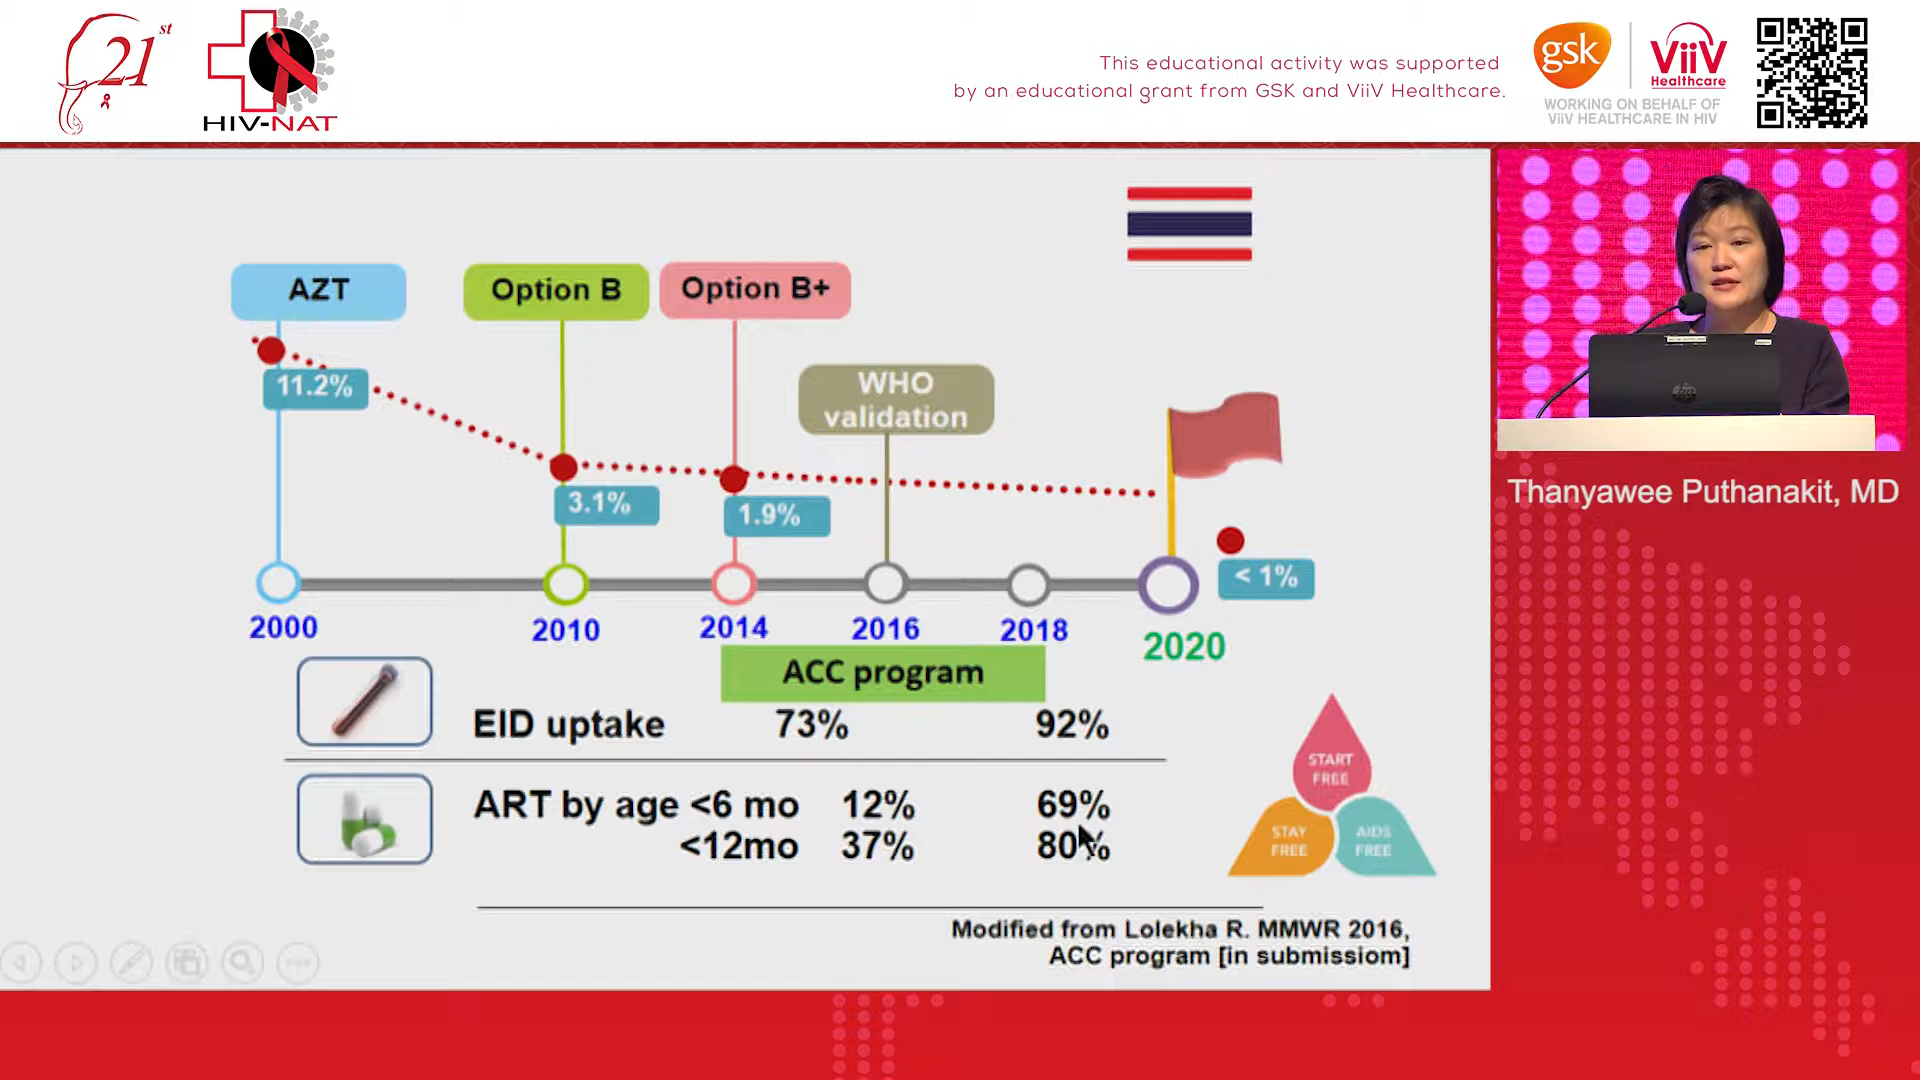 21st
HIV-NAT
This educational activity was supported
by an educational grant from GSK and ViiV Healthcare.
gsk
ViiV
Healthcare
WORKING ON BEHALF OF
ViiV HEALTHCARE IN HIV
AZT
Option B
Option B+
11.2%
WHO
validation
3.1%
1.9%
< 1%
2000
2010
2014
2016
2018
2020
ACC program
EID uptake 73% 92%
ART by age <6 mo 12% 69%
<12mo 37% 80%
START
FREE
STAY
FREE
AIDS
FREE
Modified from Lolekha R. MMWR 2016,
ACC program [in submissiom]
Thanyawee Puthanakit, MD
hp